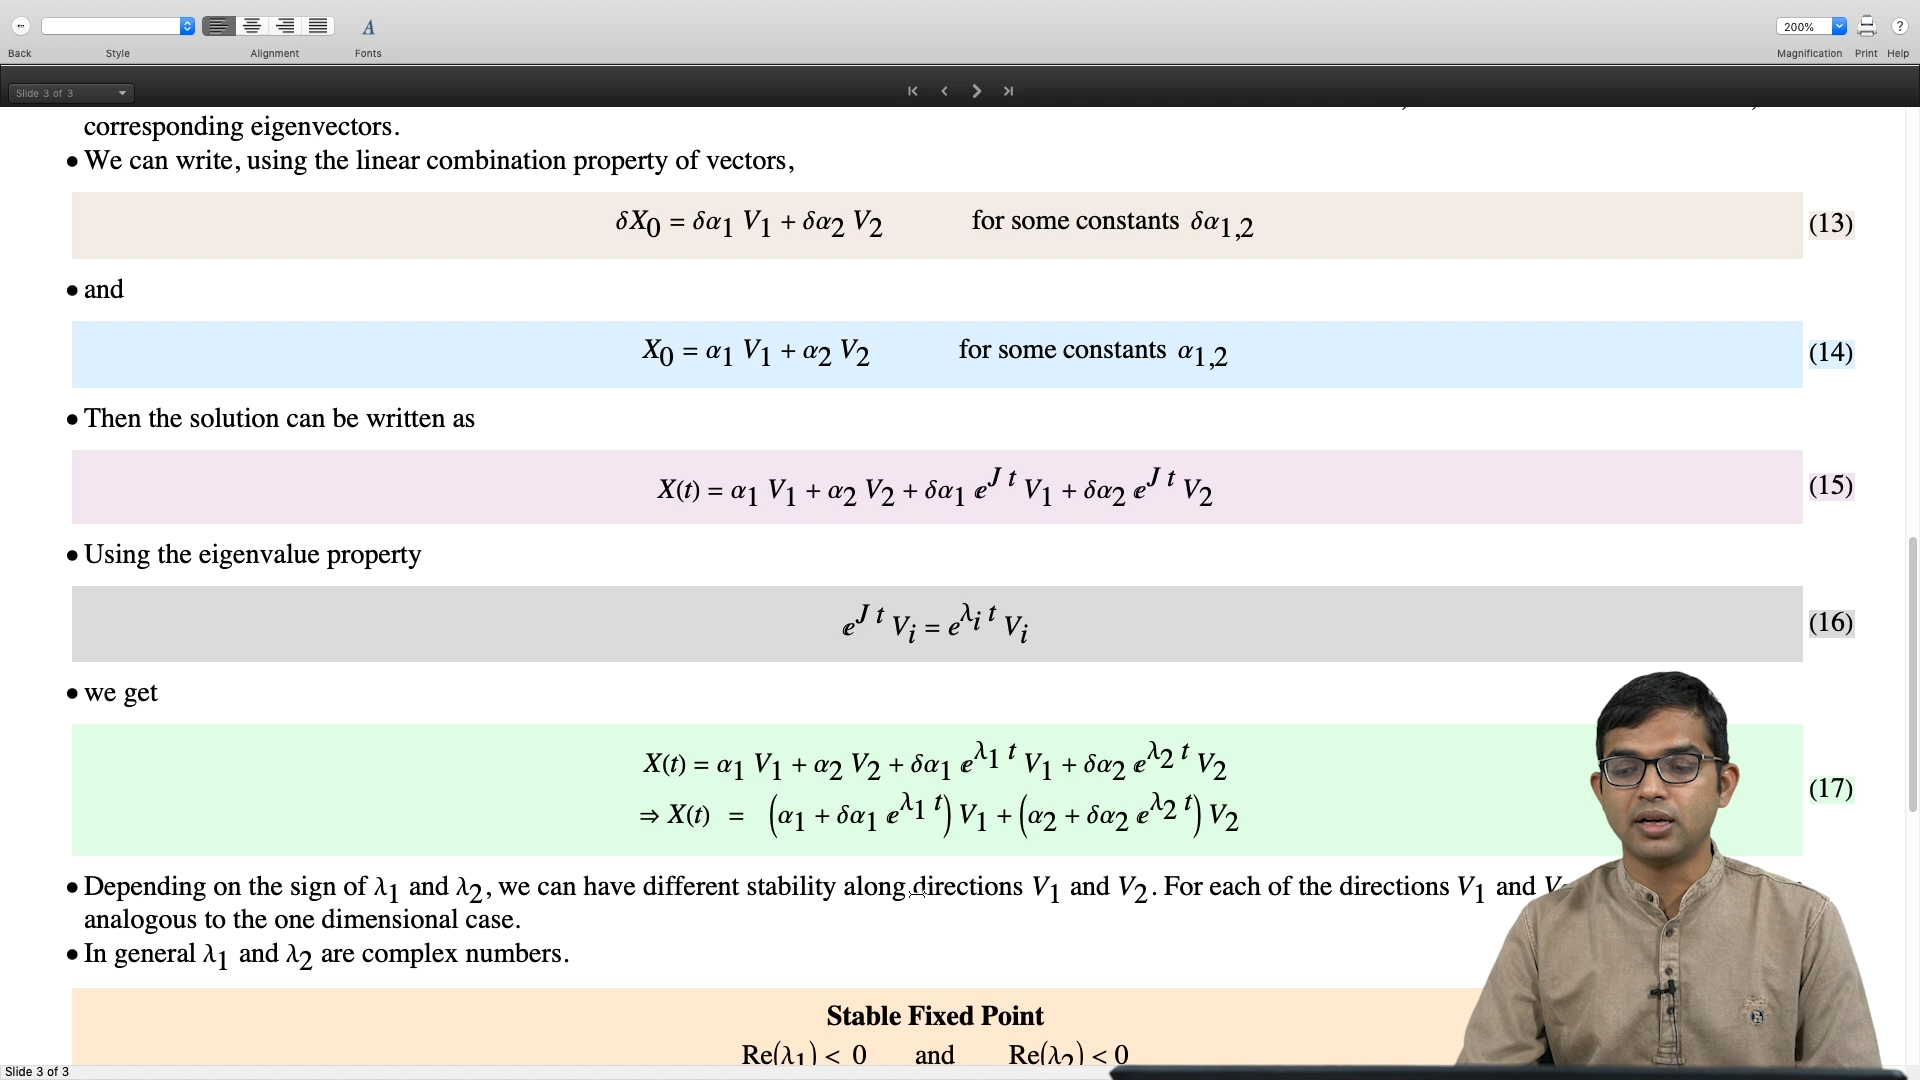 200%
Back Style Alignment Fonts Magnification Print Help
Slide 3 of 3
corresponding eigenvectors.
• We can write, using the linear combination property of vectors,
δX₀ = δα₁ V₁ + δα₂ V₂ for some constants δα₁,₂ (13)
• and
X₀ = α₁ V₁ + α₂ V₂ for some constants α₁,₂ (14)
• Then the solution can be written as
X(t) = α₁ V₁ + α₂ V₂ + δα₁ e^{J t} V₁ + δα₂ e^{J t} V₂ (15)
• Using the eigenvalue property
e^{J t} Vᵢ = e^{λᵢ t} Vᵢ (16)
• we get
X(t) = α₁ V₁ + α₂ V₂ + δα₁ e^{λ₁ t} V₁ + δα₂ e^{λ₂ t} V₂
⇒ X(t) = (α₁ + δα₁ e^{λ₁ t}) V₁ + (α₂ + δα₂ e^{λ₂ t}) V₂ (17)
• Depending on the sign of λ₁ and λ₂, we can have different stability along directions V₁ and V₂. For each of the directions V₁ and
analogous to the one dimensional case.
• In general λ₁ and λ₂ are complex numbers.
Stable Fixed Point
Re(λ₁) < 0 and Re(λ₂) < 0
Slide 3 of 3